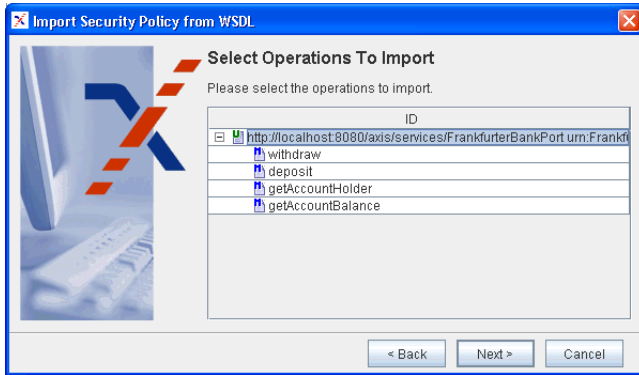 Import Security Policy from WSDL
Select Operations To Import
Please select the operations to import.
ID
http://localhost:8080/axis/services/FrankfurterBankPort urn:Frankfu
withdraw
deposit
getAccountHolder
getAccountBalance
< Back Next > Cancel